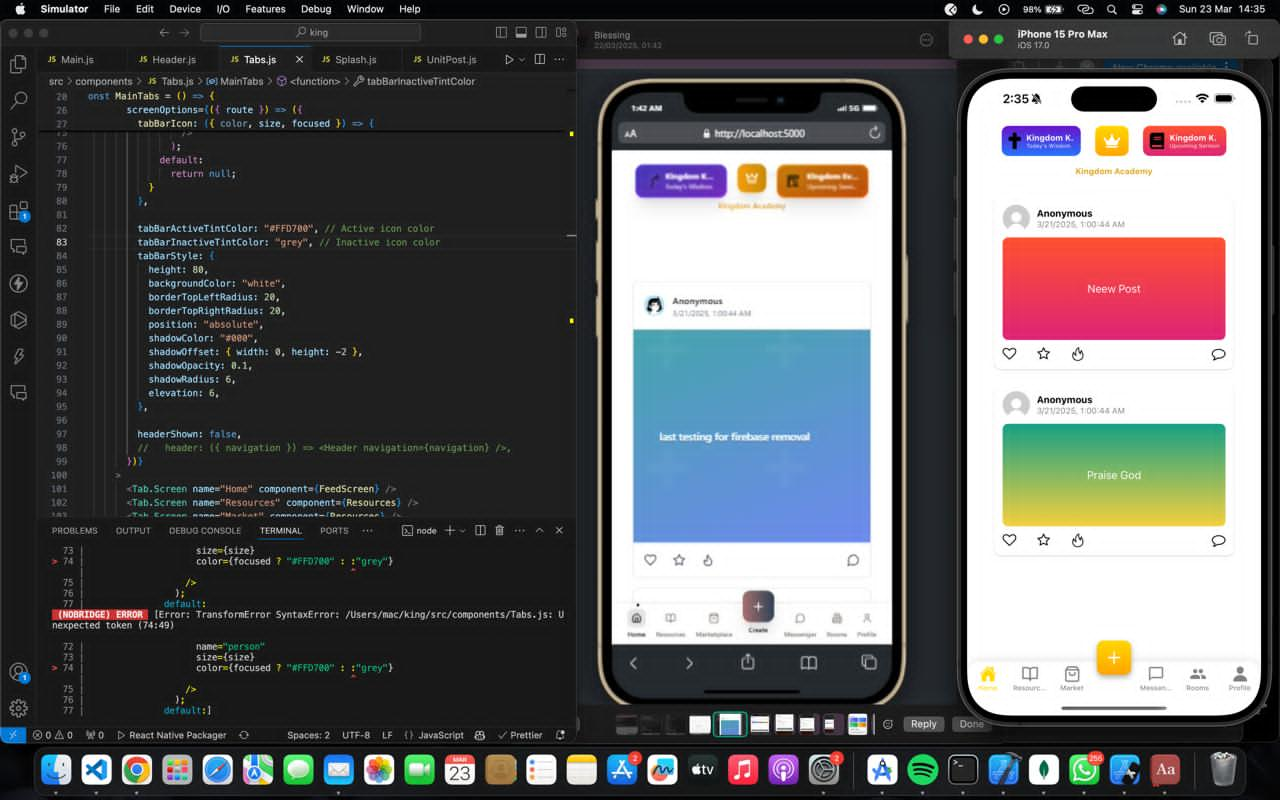 Simulator File Edit Device I/O Features Debug Window Help
98% Sun 23 Mar 14:35
king
Main.js Header.js Tabs.js UnitPost.js Splash.js
src > components > JS Tabs.js > MainTabs > <function> > tabBarInactiveTintColor
20 onst MainTabs = () => {
26 screenOptions={({ route }) => ({
27 tabBarIcon: ({ color, size, focused }) => {
75 />
76 );
77 default:
78 return null;
79 }
80 },
81
82 tabBarActiveTintColor: "#FFD700", // Active icon color
83 tabBarInactiveTintColor: "grey", // Inactive icon color
84 tabBarStyle: {
85 height: 80,
86 backgroundColor: "white",
87 borderTopLeftRadius: 20,
88 borderTopRightRadius: 20,
89 position: "absolute",
90 shadowColor: "#000",
91 shadowOffset: { width: 0, height: -2 },
92 shadowOpacity: 0.1,
93 shadowRadius: 6,
94 elevation: 6,
95 },
96
97 headerShown: false,
98 // header: ({ navigation }) => <Header navigation={navigation} />,
99 })}
100 >
101 <Tab.Screen name="Home" component={FeedScreen} />
102 <Tab.Screen name="Resources" component={Resources} />
103 <Tab.Screen name="Market" component={Resources} />
PROBLEMS OUTPUT DEBUG CONSOLE TERMINAL PORTS ··· node
73 | size={size}
> 74 | color={focused ? "#FFD700" : :"grey"}
| ^
75 | />
76 | );
77 | default:
(NOBRIDGE) ERROR [Error: TransformError SyntaxError: /Users/mac/king/src/components/Tabs.js: U
nexpected token (74:49)
72 | name="person"
73 | size={size}
> 74 | color={focused ? "#FFD700" : :"grey"}
| ^
75 | />
76 | );
77 | default:]
0 0 0 React Native Packager Spaces: 2 UTF-8 LF {} JavaScript Prettier
Blessing
22/03/2025, 01:42
1:42 AM 5G
AA http://localhost:5000
Kingdom K...
Today's Wisdom
Kingdom Ev...
Upcoming Semi...
Kingdom Academy
Anonymous
3/21/2025, 1:00:44 AM
last testing for firebase removal
Home Resources Marketplace Create Messenger Rooms Profile
Reply Done
iPhone 15 Pro Max
iOS 17.0
2:35
Kingdom K.
Today's Wisdom
Kingdom K.
Upcoming Sermon
Kingdom Academy
Anonymous
3/21/2025, 1:00:44 AM
Neew Post
Anonymous
3/21/2025, 1:00:44 AM
Praise God
Home Resourc... Market Messan... Rooms Profile
MAR
23
tv
2
2
256
Aa